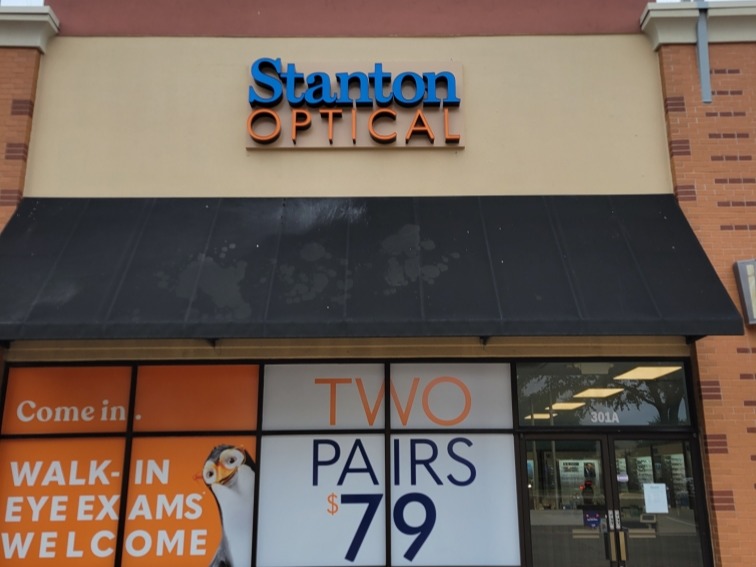 Stanton
OPTICAL
301A
Come in.
WALK-IN
EYE EXAMS
WELCOME
TWO
PAIRS
$79